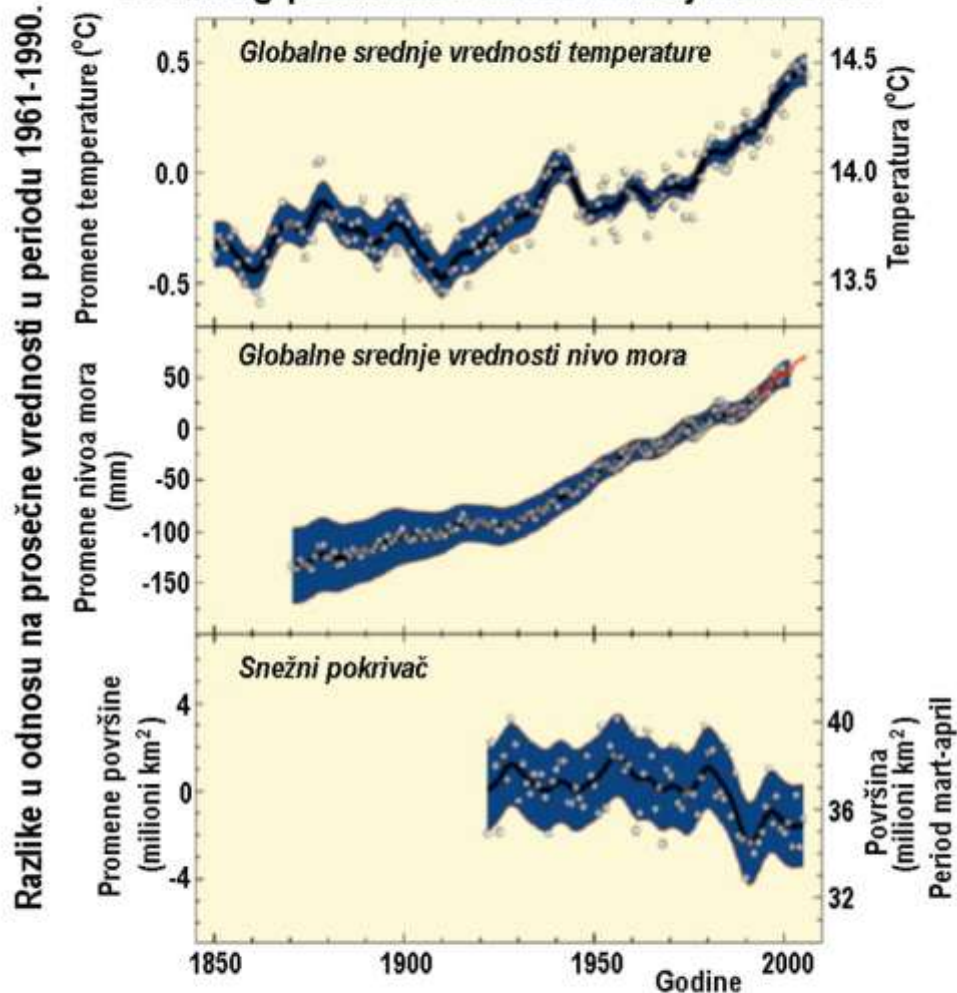 Razlike u odnosu na prosečne vrednosti u periodu 1961-1990.
Globalne srednje vrednosti temperature
Promene temperature (°C)
0.5
0.0
-0.5
14.5
14.0
13.5
Temperatura (°C)
Globalne srednje vrednosti nivo mora
Promene nivoa mora
(mm)
50
0
-50
-100
-150
Snežni pokrivač
Promene površine
(milioni km²)
4
0
-4
40
36
32
Površina
(milioni km²)
Period mart-april
1850
1900
1950
2000
Godine